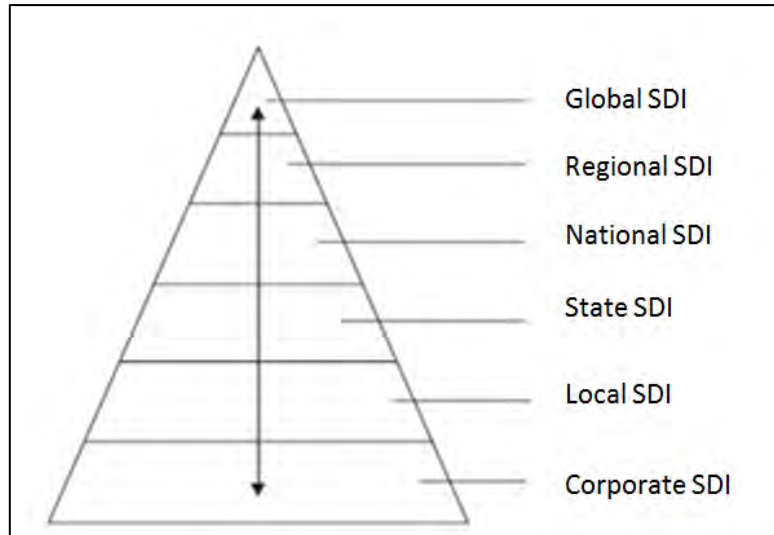 Global SDI
Regional SDI
National SDI
State SDI
Local SDI
Corporate SDI